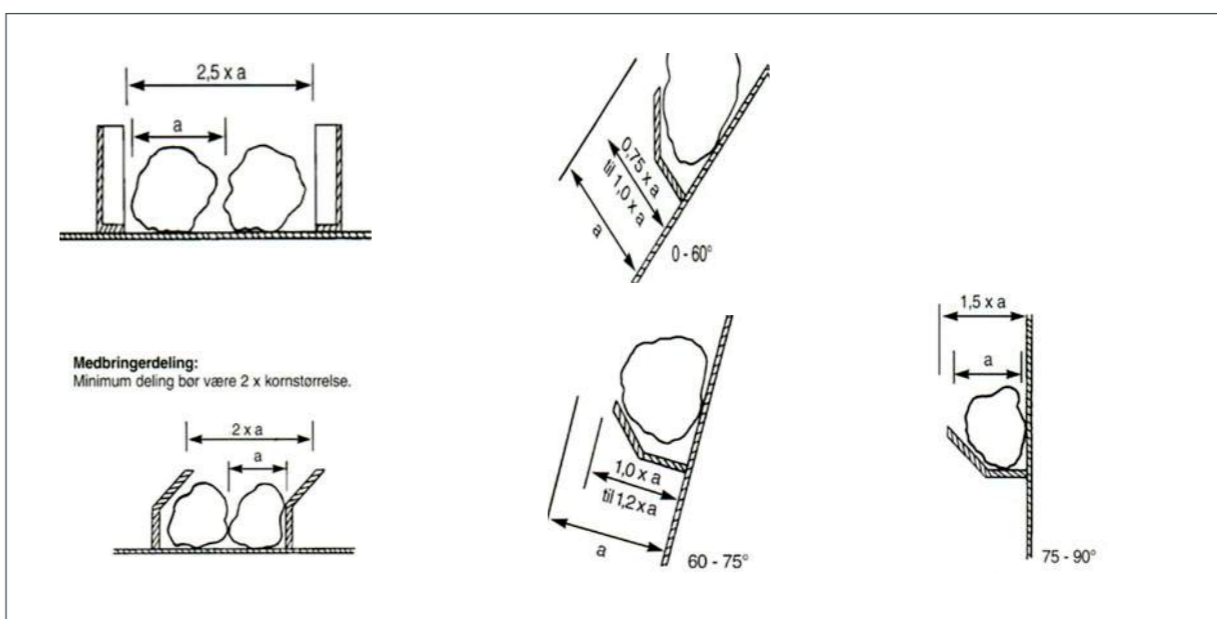 2,5 x a
a
0,75 x a
til 1,0 x a
a
0 - 60°
Medbringerdeling:
Minimum deling bør være 2 x kornstørrelse.
2 x a
a
1,0 x a
til 1,2 x a
a
60 - 75°
1,5 x a
a
75 - 90°